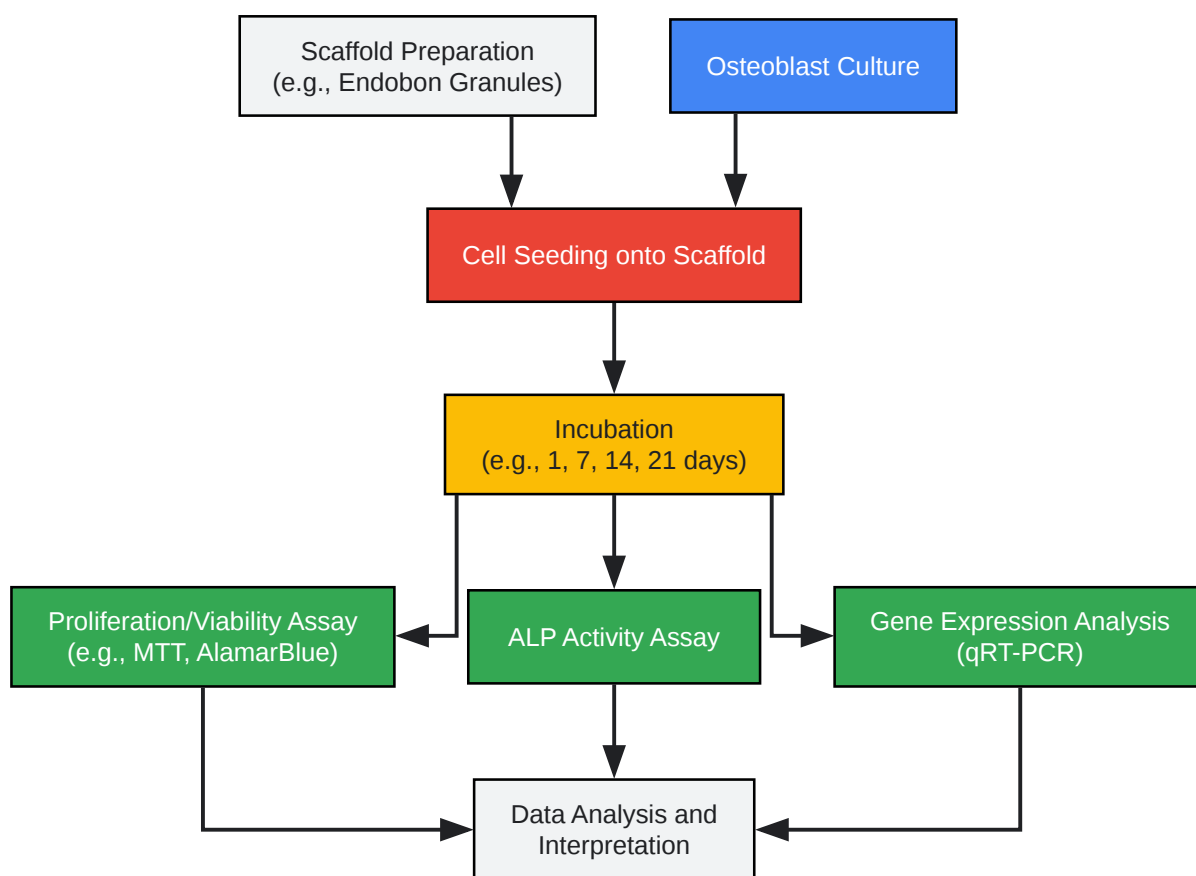 Scaffold Preparation
(e.g., Endobon Granules)
Osteoblast Culture
Cell Seeding onto Scaffold
Incubation
(e.g., 1, 7, 14, 21 days)
Proliferation/Viability Assay
(e.g., MTT, AlamarBlue)
ALP Activity Assay
Gene Expression Analysis
(qRT-PCR)
Data Analysis and
Interpretation